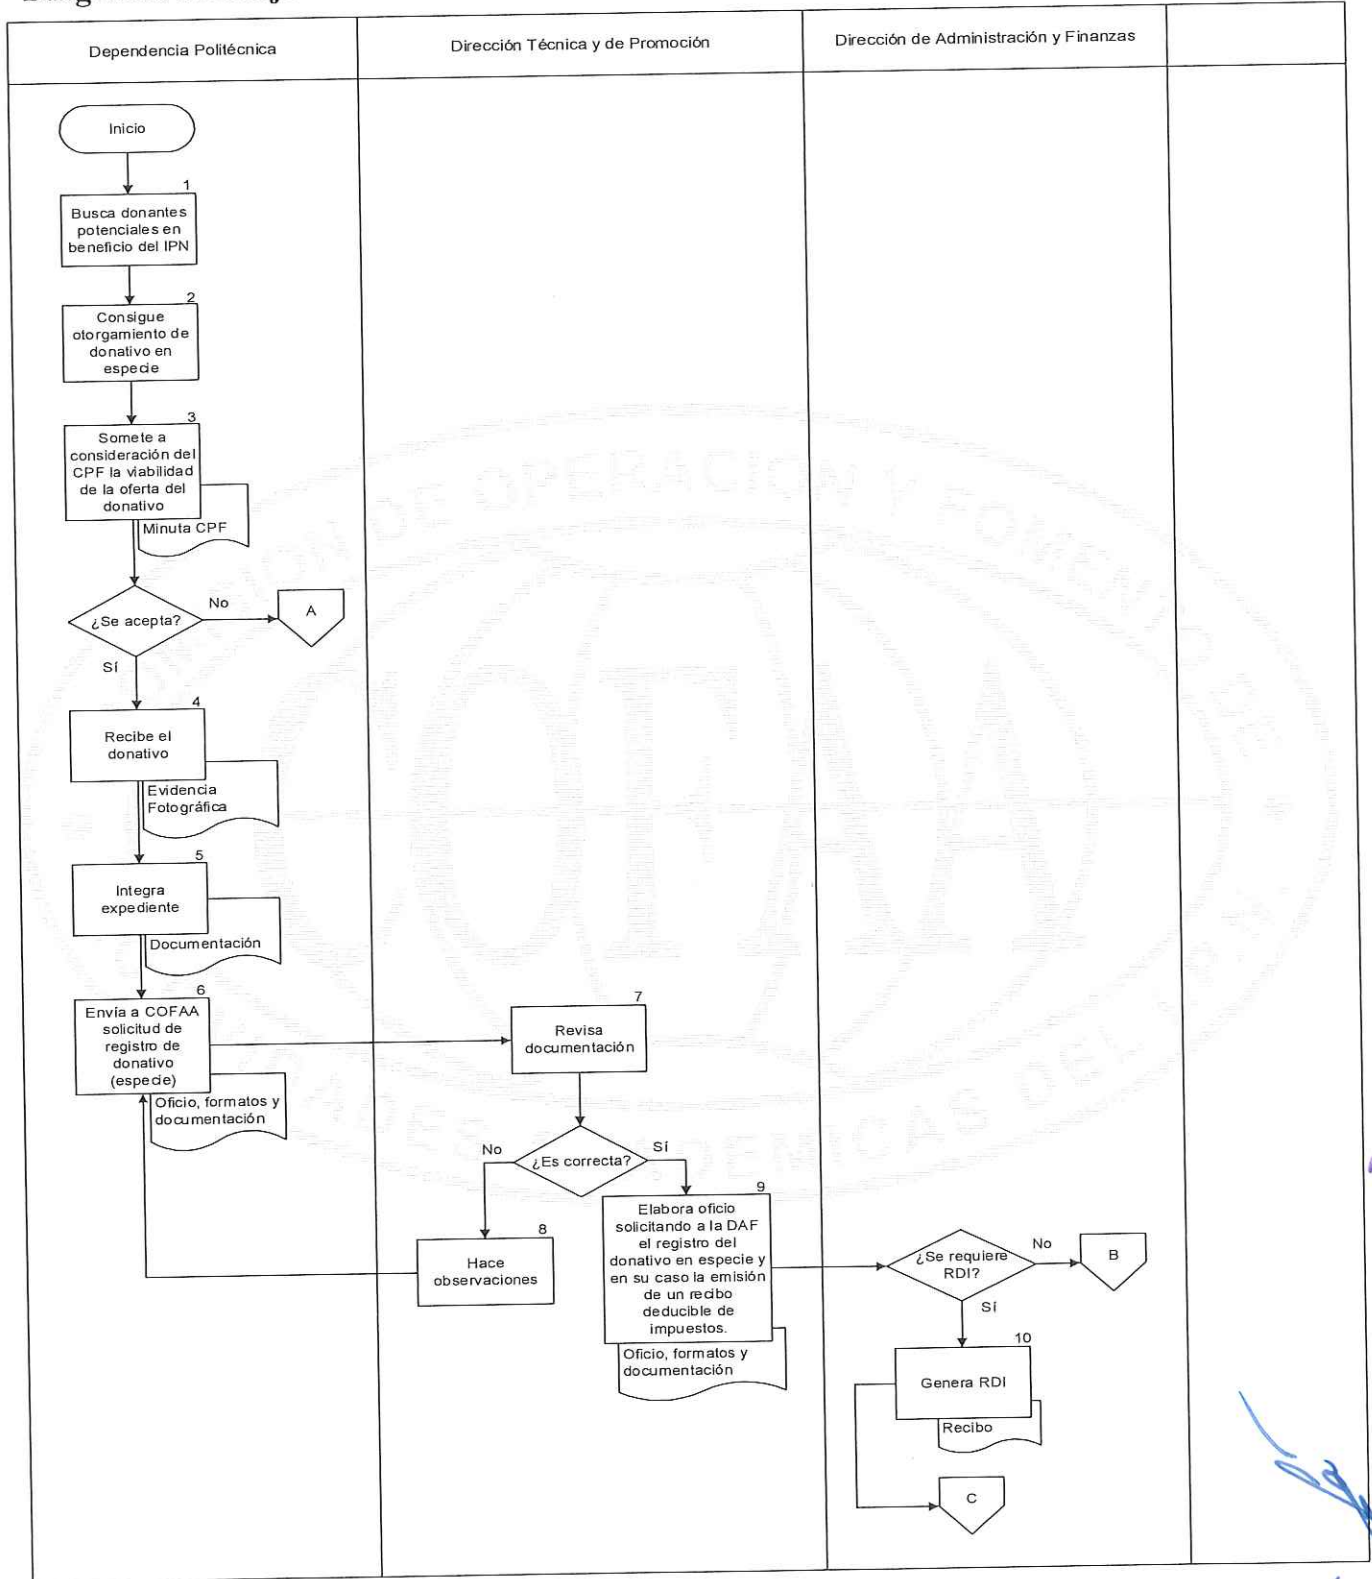 Dependencia Politécnica
Dirección Técnica y de Promoción
Dirección de Administración y Finanzas
Inicio
1
Busca donantes
potenciales en
beneficio del IPN
2
Consigue
otorgamiento de
donativo en
especie
3
Somete a
consideración del
CPF la viabilidad
de la oferta del
donativo
Minuta CPF
¿Se acepta?
No
A
Sí
4
Recibe el
donativo
Evidencia
Fotográfica
5
Integra
expediente
Documentación
6
Envía a COFAA
solicitud de
registro de
donativo
(especie)
Oficio, formatos y
documentación
7
Revisa
documentación
¿Es correcta?
No
Sí
8
Hace
observaciones
9
Elabora oficio
solicitando a la DAF
el registro del
donativo en especie y
en su caso la emisión
de un recibo
deducible de
impuestos.
Oficio, formatos y
documentación
¿Se requiere
RDI?
No
B
Sí
10
Genera RDI
Recibo
C
COFAA